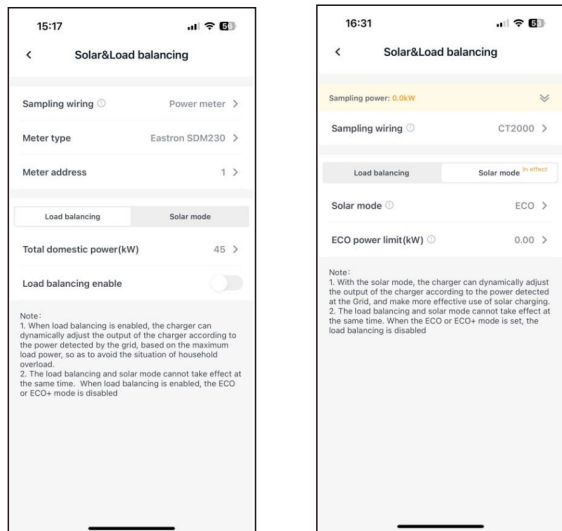 15:17
Solar&Load balancing
Sampling wiring
Power meter
Meter type
Eastron SDM230
Meter address
1
Load balancing
Solar mode
Total domestic power(kW)
45
Load balancing enable
Note:
1. When load balancing is enabled, the charger can
dynamically adjust the output of the charger according to
the power detected by the grid, based on the maximum
load power, so as to avoid the situation of household
overload.
2. The load balancing and solar mode cannot take effect at
the same time. When load balancing is enabled, the ECO
or ECO+ mode is disabled
16:31
Solar&Load balancing
Sampling power: 0.0kW
Sampling wiring
CT2000
Load balancing
Solar mode In effect
Solar mode
ECO
ECO power limit(kW)
0.00
Note:
1. With the solar mode, the charger can dynamically adjust
the output of the charger according to the power detected
at the Grid, and make more effective use of solar charging.
2. The load balancing and solar mode cannot take effect at
the same time. When the ECO or ECO+ mode is set, the
load balancing is disabled